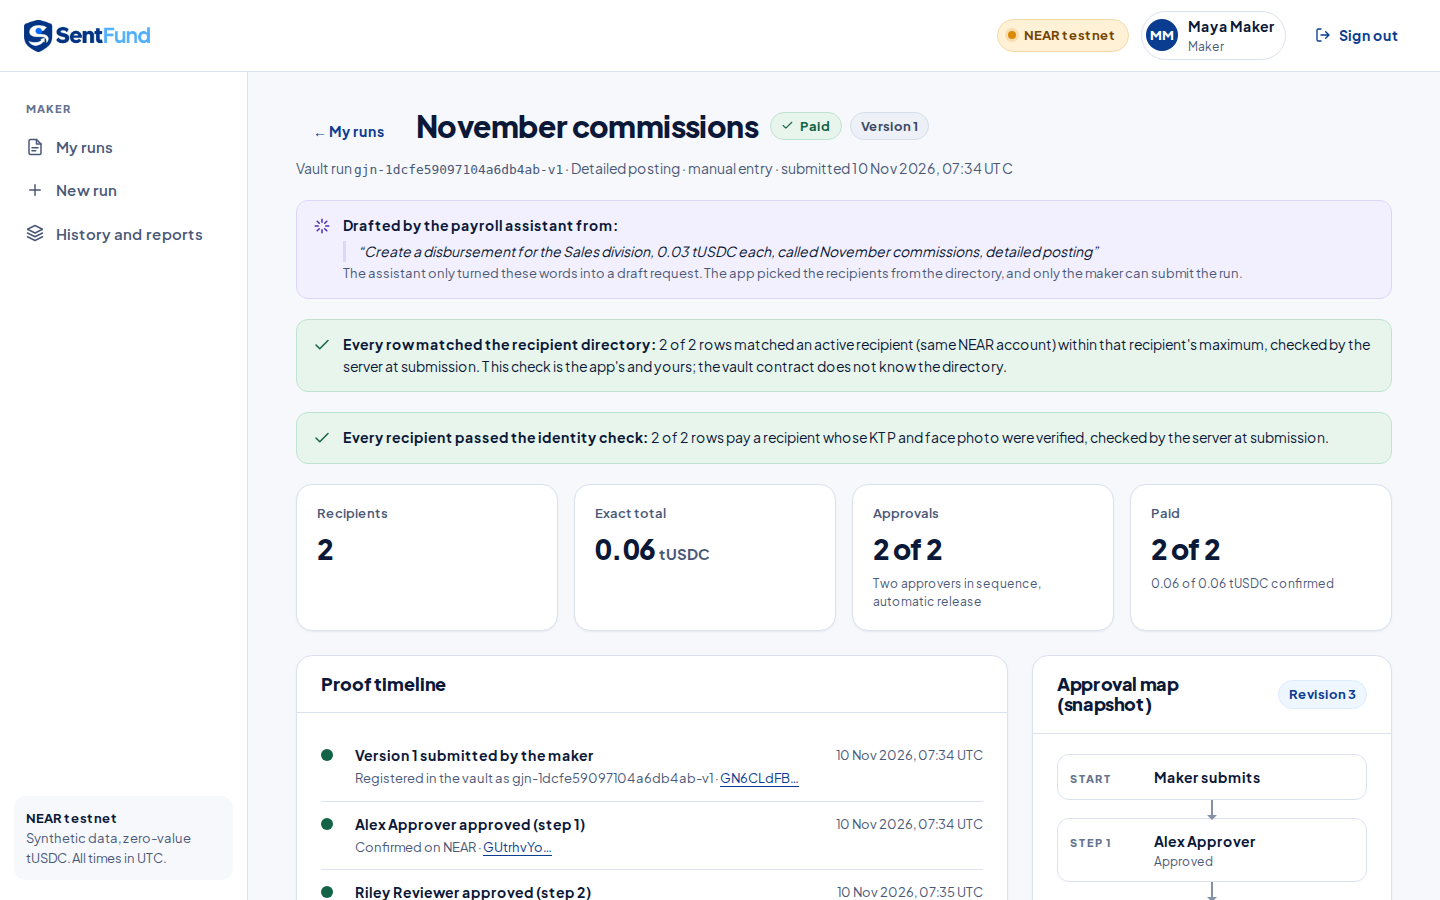 SentFund
NEAR testnet
MM
Maya Maker
Maker
Sign out
MAKER
My runs
New run
History and reports
NEAR testnet
Synthetic data, zero-value
tUSDC. All times in UTC.
← My runs
November commissions
Paid
Version 1
Vault run gjn-1dcfe59097104a6db4ab-v1 · Detailed posting · manual entry · submitted 10 Nov 2026, 07:34 UTC
Drafted by the payroll assistant from:
“Create a disbursement for the Sales division, 0.03 tUSDC each, called November commissions, detailed posting”
The assistant only turned these words into a draft request. The app picked the recipients from the directory, and only the maker can submit the run.
Every row matched the recipient directory: 2 of 2 rows matched an active recipient (same NEAR account) within that recipient's maximum, checked by the
server at submission. This check is the app's and yours; the vault contract does not know the directory.
Every recipient passed the identity check: 2 of 2 rows pay a recipient whose KTP and face photo were verified, checked by the server at submission.
Recipients
2
Exact total
0.06 tUSDC
Approvals
2 of 2
Two approvers in sequence,
automatic release
Paid
2 of 2
0.06 of 0.06 tUSDC confirmed
Proof timeline
Version 1 submitted by the maker
10 Nov 2026, 07:34 UTC
Registered in the vault as gjn-1dcfe59097104a6db4ab-v1 · GN6CLdFB…
Alex Approver approved (step 1)
10 Nov 2026, 07:34 UTC
Confirmed on NEAR · GUtrhvYo…
Riley Reviewer approved (step 2)
10 Nov 2026, 07:35 UTC
Approval map
(snapshot)
Revision 3
START
Maker submits
STEP 1
Alex Approver
Approved